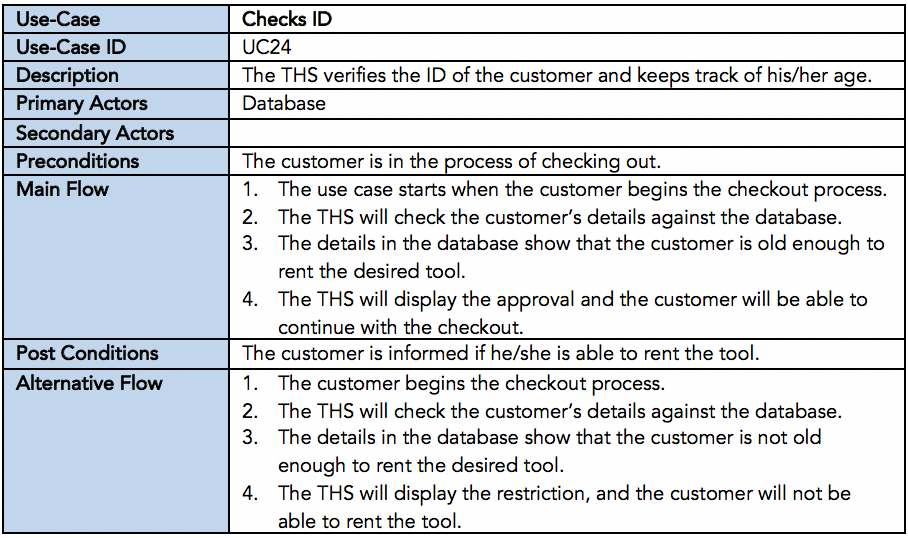 Use-Case Checks ID
Use-Case ID UC24
Description The THS verifies the ID of the customer and keeps track of his/her age.
Primary Actors Database
Secondary Actors
Preconditions The customer is in the process of checking out.
Main Flow 1. The use case starts when the customer begins the checkout process.
2. The THS will check the customer’s details against the database.
3. The details in the database show that the customer is old enough to
rent the desired tool.
4. The THS will display the approval and the customer will be able to
continue with the checkout.
Post Conditions The customer is informed if he/she is able to rent the tool.
Alternative Flow 1. The customer begins the checkout process.
2. The THS will check the customer’s details against the database.
3. The details in the database show that the customer is not old
enough to rent the desired tool.
4. The THS will display the restriction, and the customer will not be
able to rent the tool.